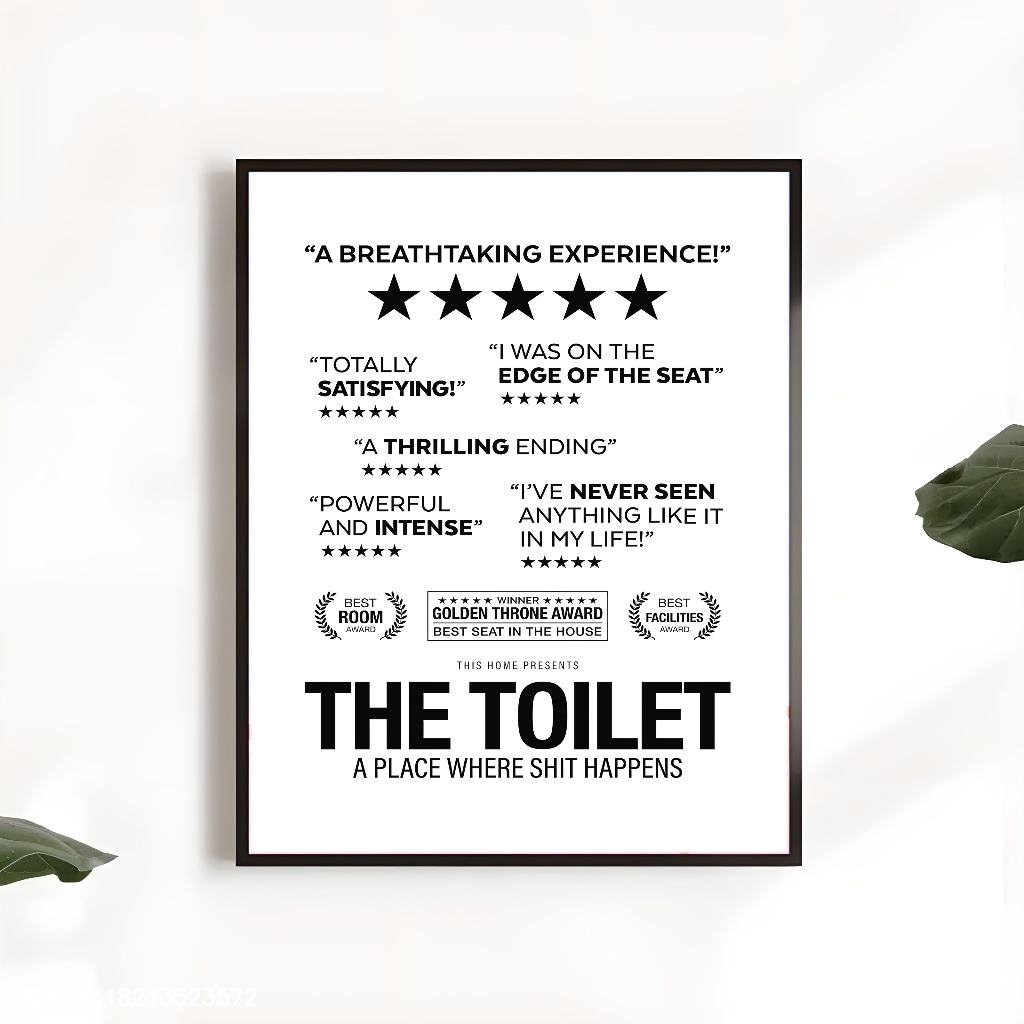 “A BREATHTAKING EXPERIENCE!”
“TOTALLY
SATISFYING!”
“I WAS ON THE
EDGE OF THE SEAT”
“A THRILLING ENDING”
“POWERFUL
AND INTENSE”
“I’VE NEVER SEEN
ANYTHING LIKE IT
IN MY LIFE!”
BEST
ROOM
AWARD
WINNER
GOLDEN THRONE AWARD
BEST SEAT IN THE HOUSE
BEST
FACILITIES
AWARD
THIS HOME PRESENTS
THE TOILET
A PLACE WHERE SHIT HAPPENS
18213523572